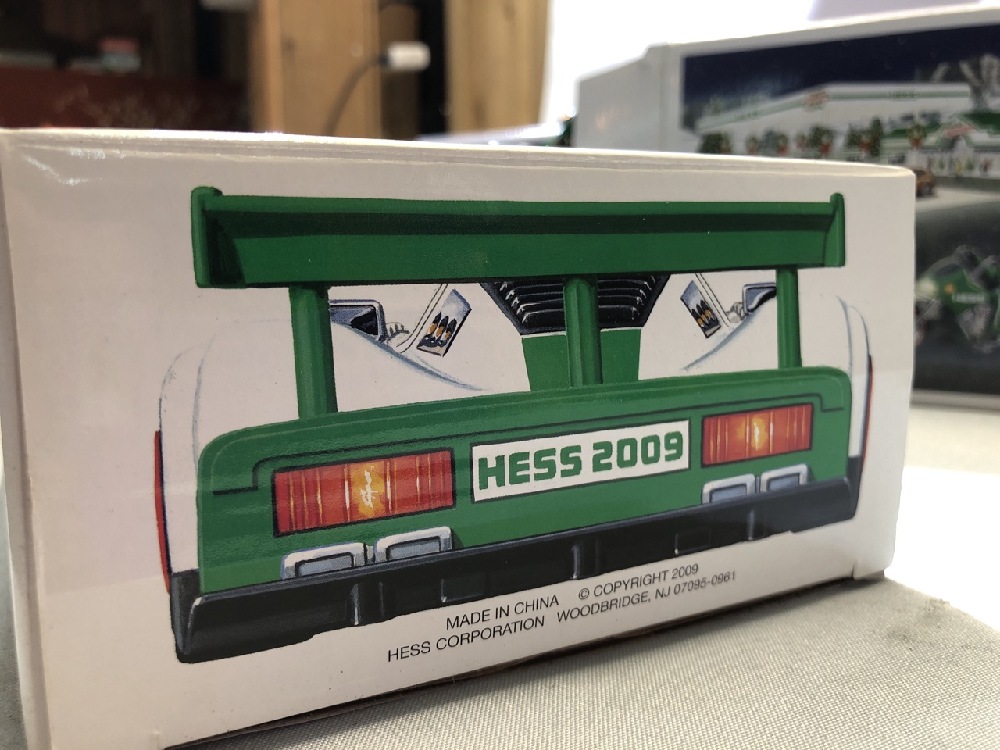 HESS 2009
MADE IN CHINA © COPYRIGHT 2009
HESS CORPORATION WOODBRIDGE, NJ 07095-0961